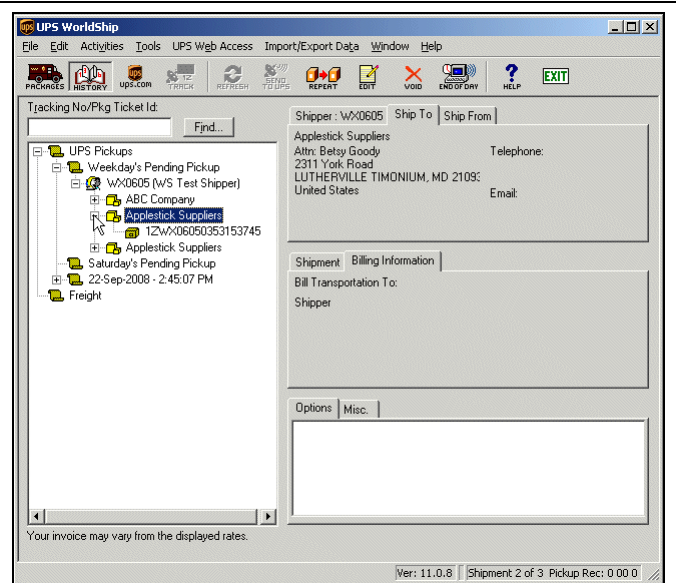 UPS WorldShip
File Edit Activities Tools UPS Web Access Import/Export Data Window Help
PACKAGES HISTORY UPS.com TRACK REFRESH SEND TO UPS REPEAT EDIT VOID END OF DAY HELP EXIT
Tracking No/Pkg Ticket Id:
Find...
UPS Pickups
Weekday's Pending Pickup
WX0605 (WS Test Shipper)
ABC Company
Applestick Suppliers
1ZWX06050353153745
Applestick Suppliers
Saturday's Pending Pickup
22-Sep-2008 - 2:45:07 PM
Freight
Your invoice may vary from the displayed rates.
Shipper : WX0605 Ship To Ship From
Applestick Suppliers
Attn: Betsy Goody Telephone:
2311 York Road
LUTHERVILLE TIMONIUM, MD 21093
United States Email:
Shipment Billing Information
Bill Transportation To:
Shipper
Options Misc.
Ver: 11.0.8 Shipment 2 of 3 Pickup Rec: 0 00 0